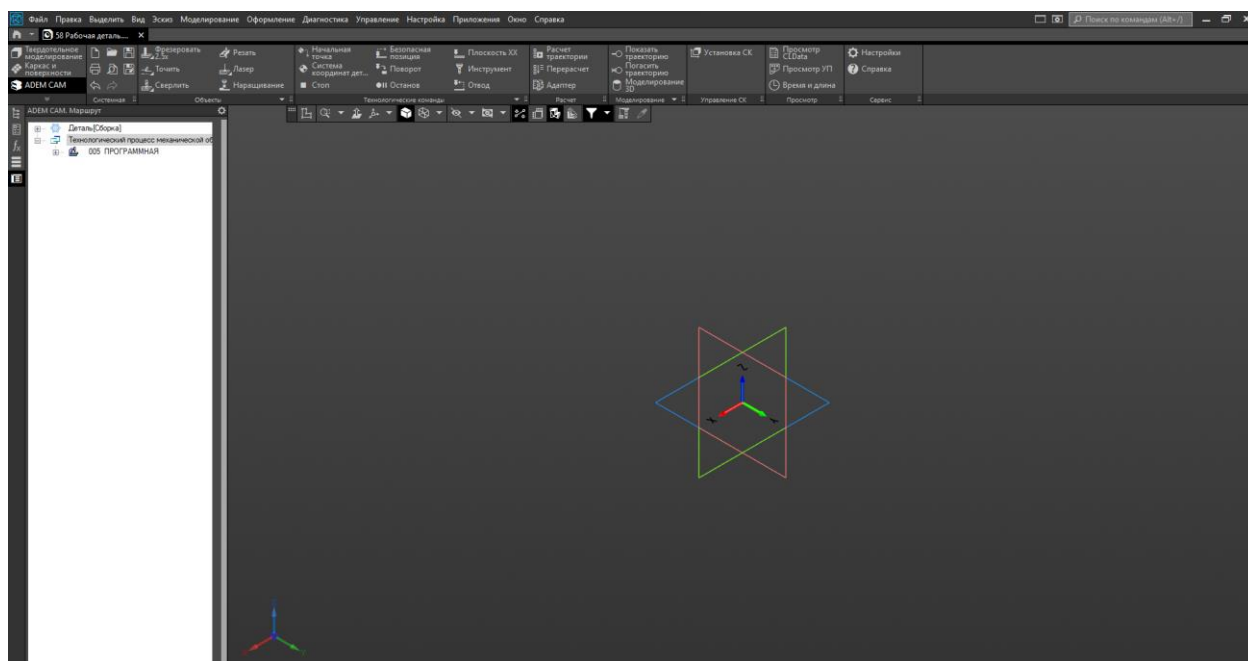 Файл Правка Выделить Вид Эскиз Моделирование Оформление Диагностика Управление Настройка Приложения Окно Справка
Поиск по командам (Alt+/)
58 Рабочая деталь....
Твердотельное моделирование
Каркас и поверхности
ADEM CAM
Системная
Фрезеровать 2.5x
Точить
Сверлить
Резать
Лазер
Наращивание
Объекты
Начальная точка
Система координат дет...
Стоп
Безопасная позиция
Поворот
Останов
Плоскость XX
Инструмент
Отвод
Технологические команды
Расчет траектории
Перерасчет
Адаптер
Расчет
Показать траекторию
Погасить траекторию
Моделирование 3D
Моделирование
Установка СК
Управление СК
Просмотр CLData
Просмотр УП
Время и длина
Просмотр
Настройки
Справка
Сервис
ADEM CAM. Маршрут
Деталь[Сборка]
Технологический процесс механической об
005 ПРОГРАММНАЯ
Z
X
Y